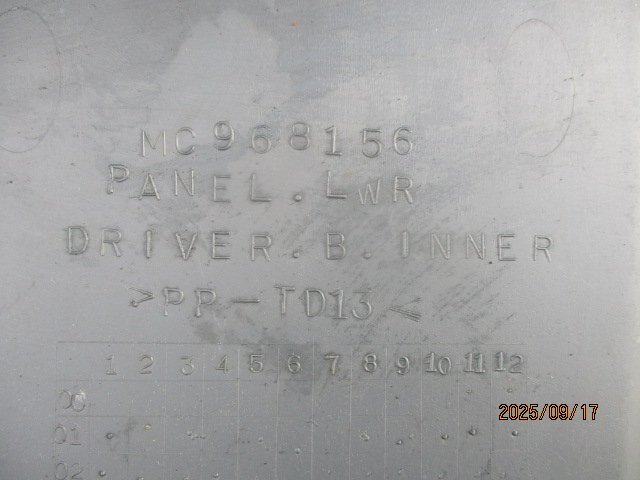 MC968156
PANEL.LWR
DRIVER.B.INNER
>PP-TD13<
1 2 3 4 5 6 7 8 9 10 11 12
00
01
02
2025/09/17